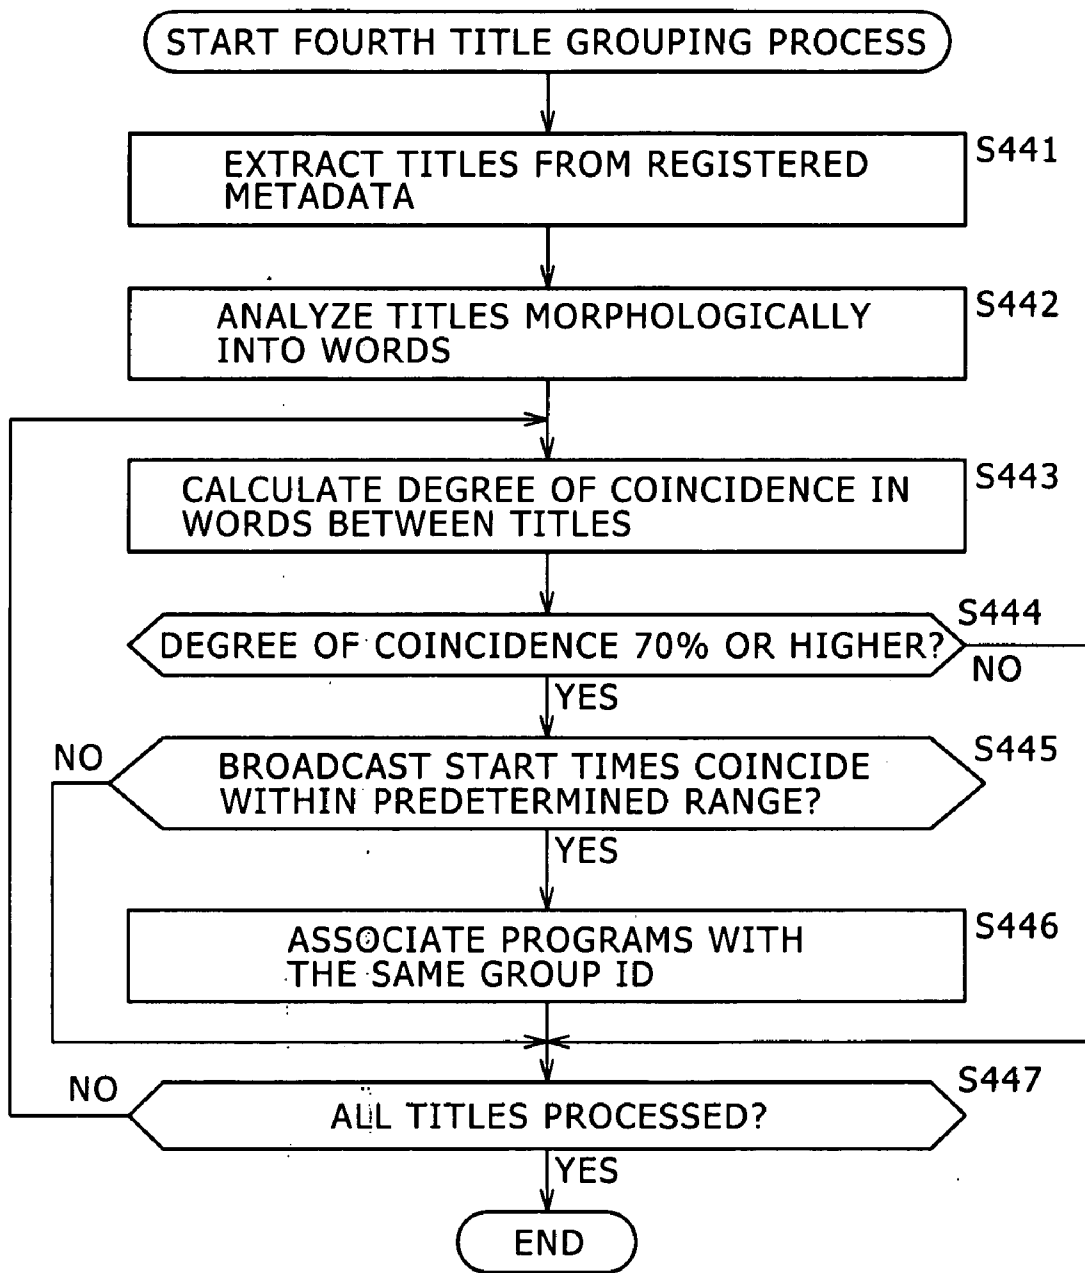 START FOURTH TITLE GROUPING PROCESS
S441
EXTRACT TITLES FROM REGISTERED
METADATA
S442
ANALYZE TITLES MORPHOLOGICALLY
INTO WORDS
S443
CALCULATE DEGREE OF COINCIDENCE IN
WORDS BETWEEN TITLES
S444
DEGREE OF COINCIDENCE 70% OR HIGHER?
NO
YES
S445
NO
BROADCAST START TIMES COINCIDE
WITHIN PREDETERMINED RANGE?
YES
S446
ASSOCIATE PROGRAMS WITH
THE SAME GROUP ID
S447
NO
ALL TITLES PROCESSED?
YES
END